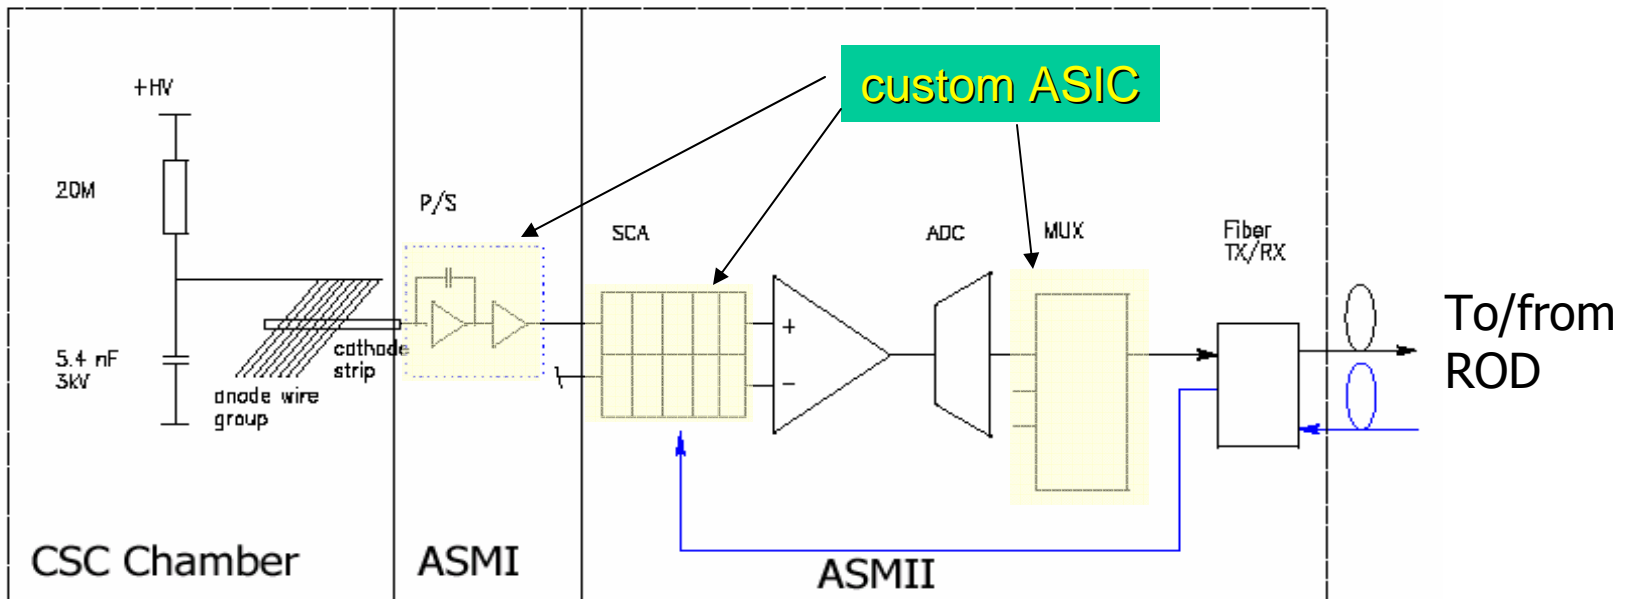 custom ASIC
+HV
20M
P/S
SCA
ADC
MUX
Fiber
TX/RX
+
−
To/from
ROD
5.4 nF
3kV
cathode
strip
anode wire
group
CSC Chamber
ASMI
ASMII